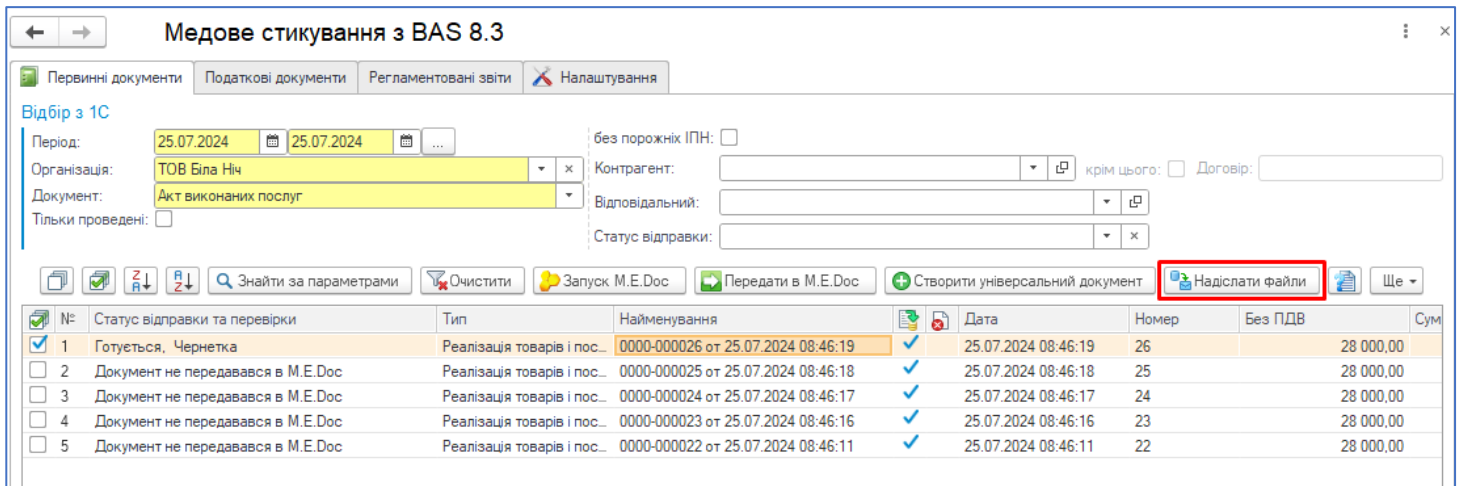 Медове стикування з BAS 8.3
Первинні документи Податкові документи Регламентовані звіти Налаштування
Відбір з 1С
Період: 25.07.2024 25.07.2024 ... без порожніх ІПН:
Організація: ТОВ Біла Ніч Контрагент: крім цього: Договір:
Документ: Акт виконаних послуг Відповідальний:
Тільки проведені:
Статус відправки:
Знайти за параметрами Очистити Запуск M.E.Doc Передати в M.E.Doc Створити універсальний документ Надіслати файли Ще
№ Статус відправки та перевірки Тип Найменування Дата Номер Без ПДВ Сум
1 Готується, Чернетка Реалізація товарів і пос... 0000-000026 от 25.07.2024 08:46:19 25.07.2024 08:46:19 26 28 000,00
2 Документ не передавався в M.E.Doc Реалізація товарів і пос... 0000-000025 от 25.07.2024 08:46:18 25.07.2024 08:46:18 25 28 000,00
3 Документ не передавався в M.E.Doc Реалізація товарів і пос... 0000-000024 от 25.07.2024 08:46:17 25.07.2024 08:46:17 24 28 000,00
4 Документ не передавався в M.E.Doc Реалізація товарів і пос... 0000-000023 от 25.07.2024 08:46:16 25.07.2024 08:46:16 23 28 000,00
5 Документ не передавався в M.E.Doc Реалізація товарів і пос... 0000-000022 от 25.07.2024 08:46:11 25.07.2024 08:46:11 22 28 000,00